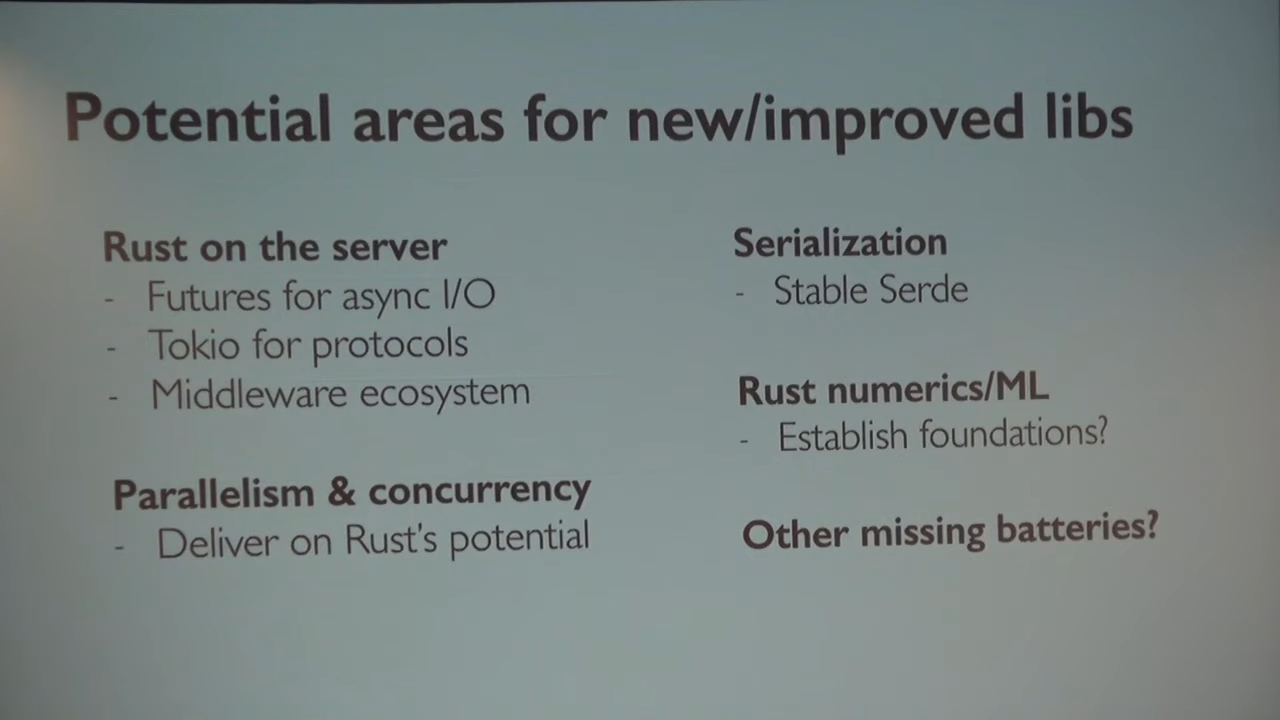 Potential areas for new/improved libs
Rust on the server
- Futures for async I/O
- Tokio for protocols
- Middleware ecosystem
Parallelism & concurrency
- Deliver on Rust's potential
Serialization
- Stable Serde
Rust numerics/ML
- Establish foundations?
Other missing batteries?